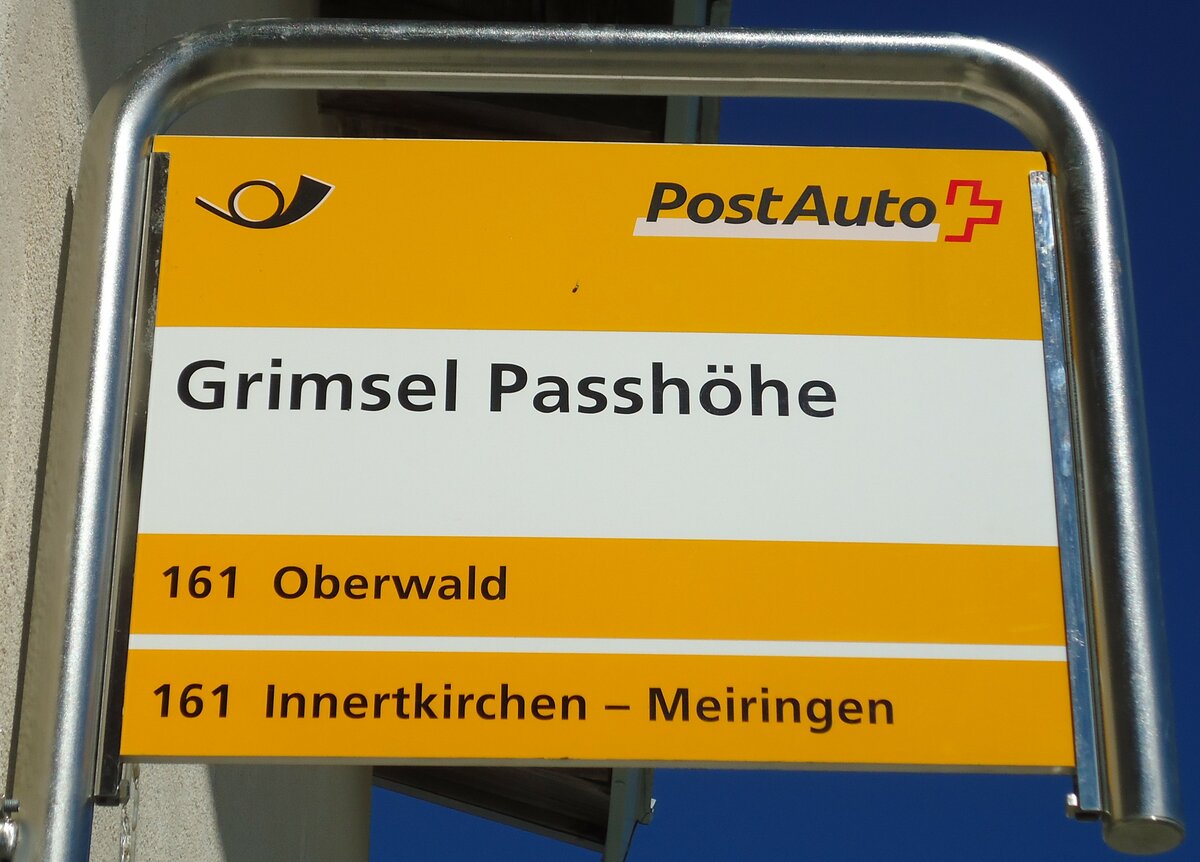 PostAuto
Grimsel Passhöhe
161 Oberwald
161 Innertkirchen – Meiringen